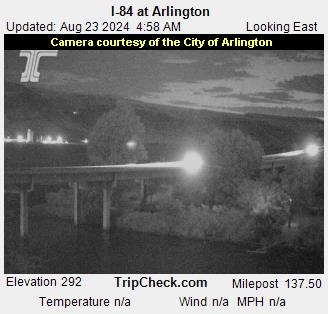 I-84 at Arlington
Updated: Aug 23 2024 4:58 AM Looking East
Camera courtesy of the City of Arlington
Elevation 292 TripCheck.com Milepost 137.50
Temperature n/a Wind n/a MPH n/a